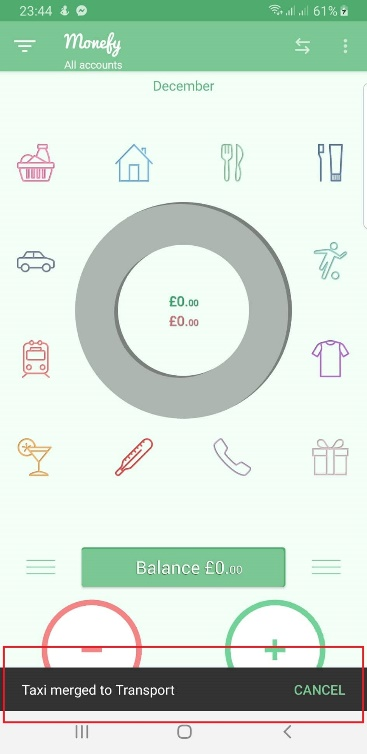 23:44 61%
Monefy
All accounts
December
£0.00
£0.00
Balance £0.00
Taxi merged to Transport CANCEL